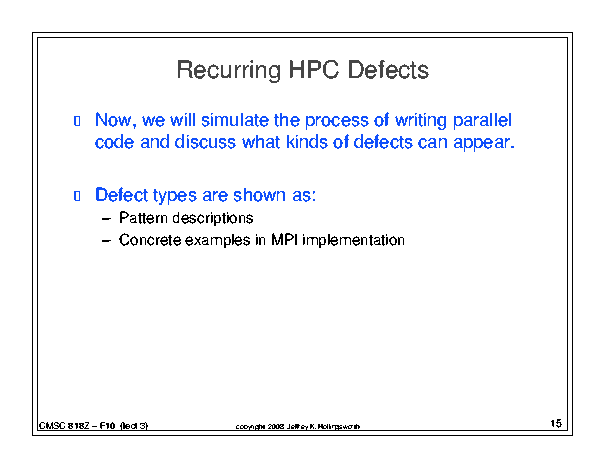 Recurring HPC Defects
Now, we will simulate the process of writing parallel
code and discuss what kinds of defects can appear.
Defect types are shown as:
– Pattern descriptions
– Concrete examples in MPI implementation
CMSC 818Z – F10 (lect 3)
copyright 2008 Jeffrey K. Hollingsworth
15